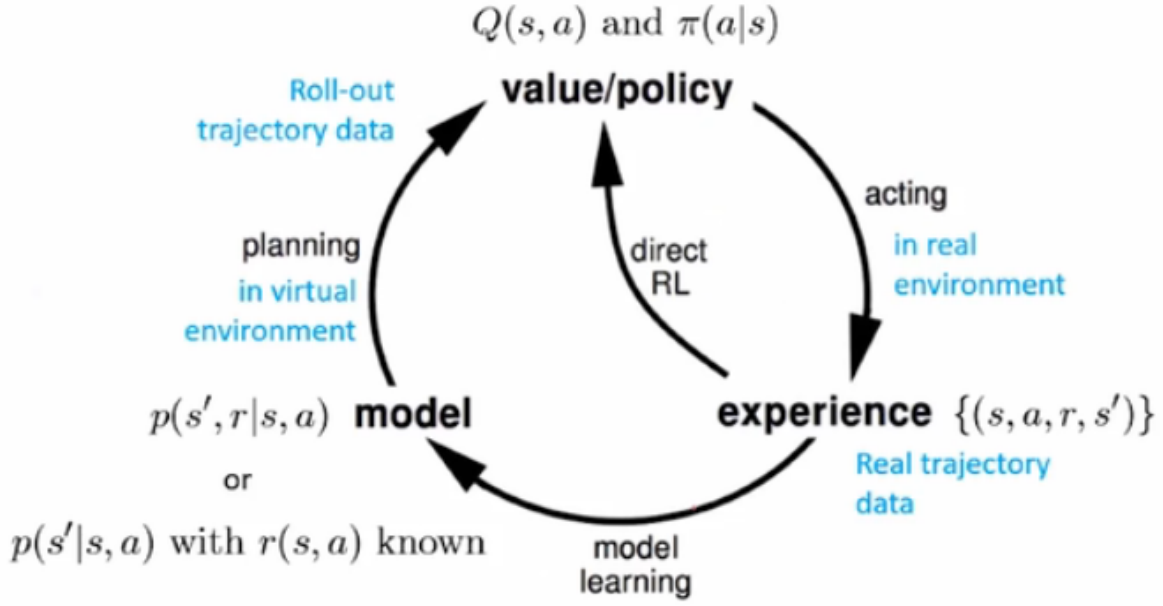 Q(s, a) and π(a|s)
value/policy
Roll-out
trajectory data
acting
in real
environment
planning
in virtual
environment
direct
RL
p(s′, r|s, a) model
or
p(s′|s, a) with r(s, a) known
experience {(s, a, r, s′)}
Real trajectory
data
model
learning